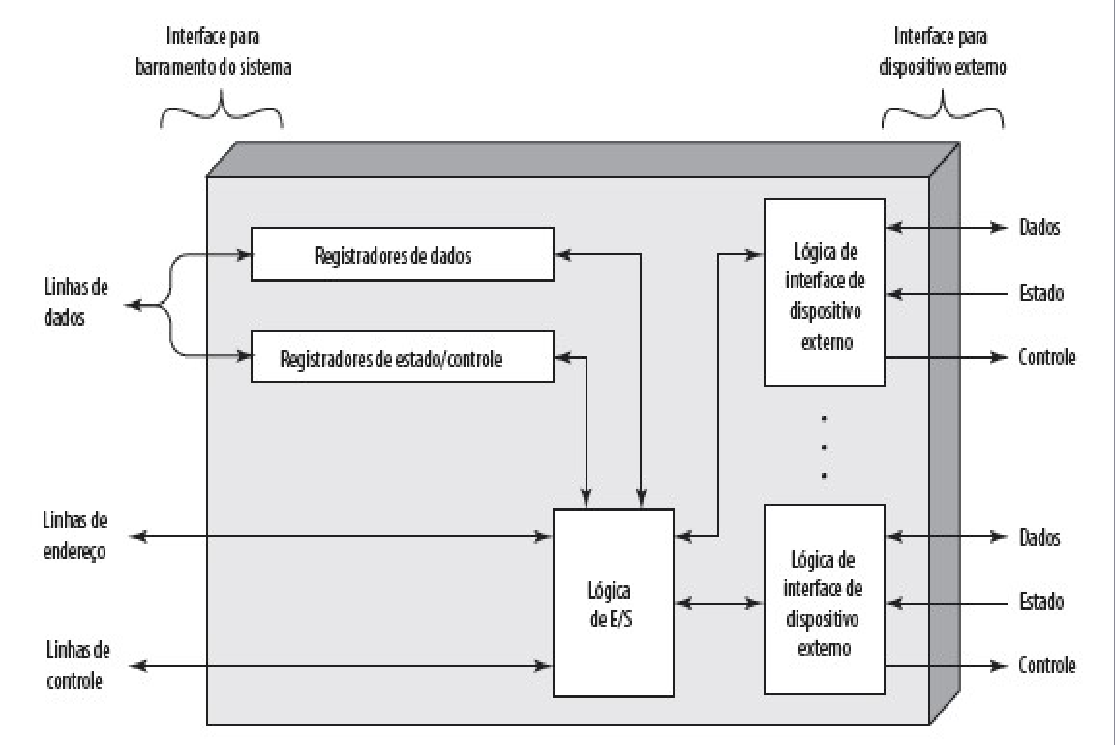 Interface para
barramento do sistema
Interface para
dispositivo externo
Linhas de
dados
Registradores de dados
Registradores de estado/controle
Lógica de
interface de
dispositivo
externo
Dados
Estado
Controle
Linhas de
endereço
Linhas de
controle
Lógica
de E/S
Lógica de
interface de
dispositivo
externo
Dados
Estado
Controle